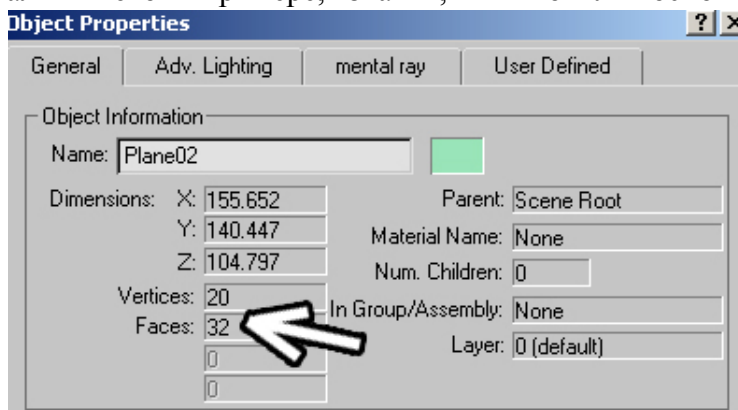 Object Properties ? X
General Adv. Lighting mental ray User Defined
Object Information
Name: Plane02
Dimensions: X: 155.652 Parent: Scene Root
Y: 140.447 Material Name: None
Z: 104.797 Num. Children: 0
Vertices: 20 In Group/Assembly: None
Faces: 32 Layer: 0 (default)
0
0